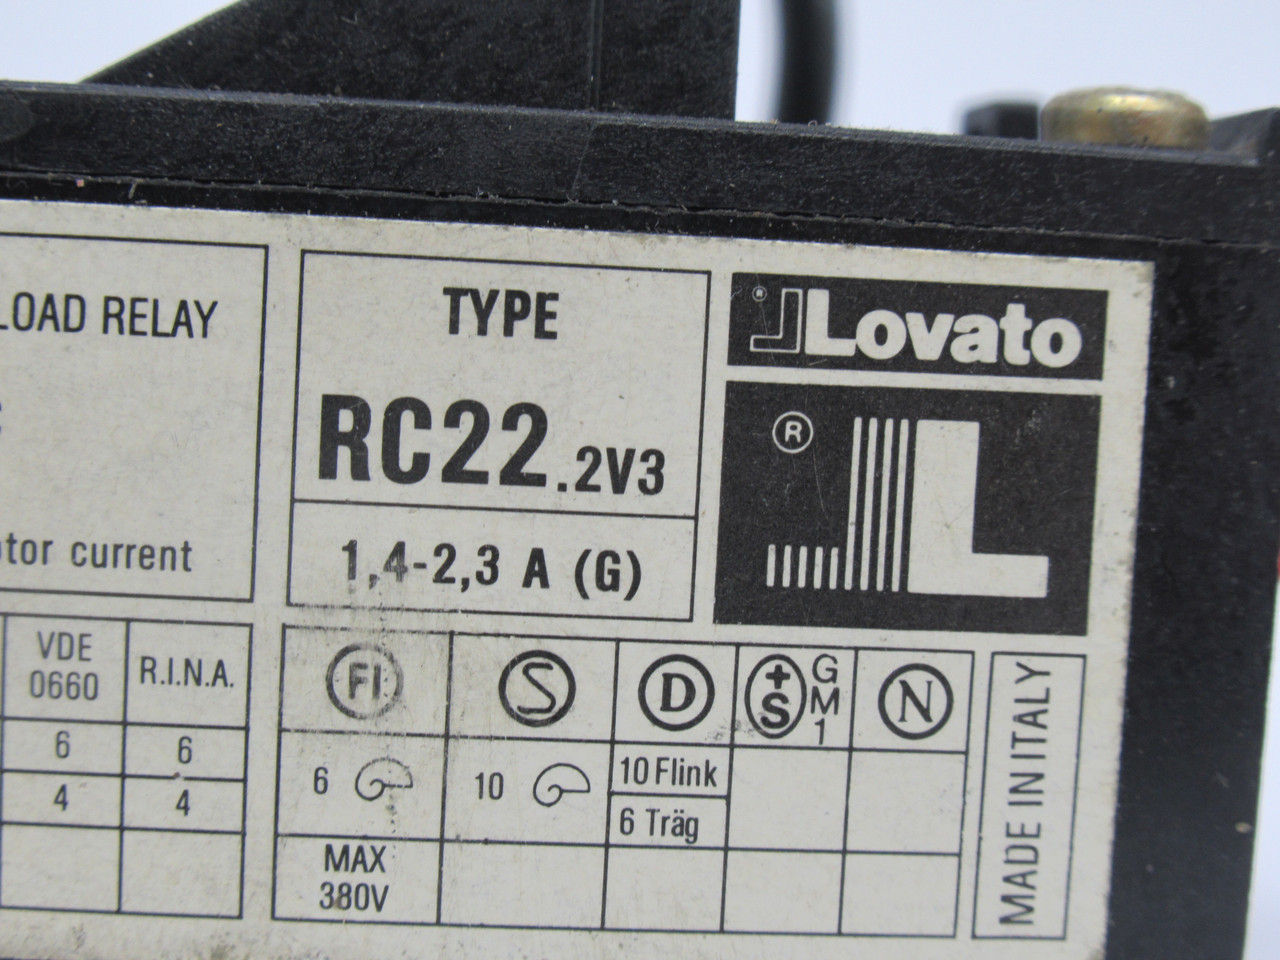 LOAD RELAY
otor current
TYPE
RC22.2V3
1,4-2,3 A (G)
® Lovato
® L
VDE
0660
R.I.N.A.
6 6
4 4
FI S D +S GM1 N
6 10 10 Flink
6 Träg
MAX
380V
MADE IN ITALY